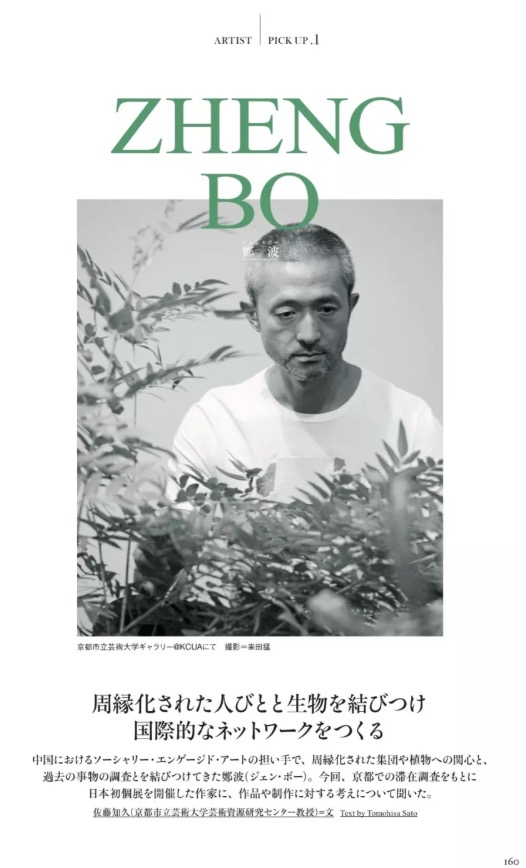 ARTIST PICK UP .1
ZHENG
BO
ジェン・ボー
鄭 波
京都市立芸術大学ギャラリー@KCUAにて 撮影=来田猛
周縁化された人びとと生物を結びつけ
国際的なネットワークをつくる
中国におけるソーシャリー・エンゲージド・アートの担い手で、周縁化された集団や植物への関心と、
過去の事物の調査とを結びつけてきた鄭波(ジェン・ボー)。今回、京都での滞在調査をもとに
日本初個展を開催した作家に、作品や制作に対する考えについて聞いた。
佐藤知久(京都市立芸術大学芸術資源研究センター教授)=文 Text by Tomohisa Sato
160